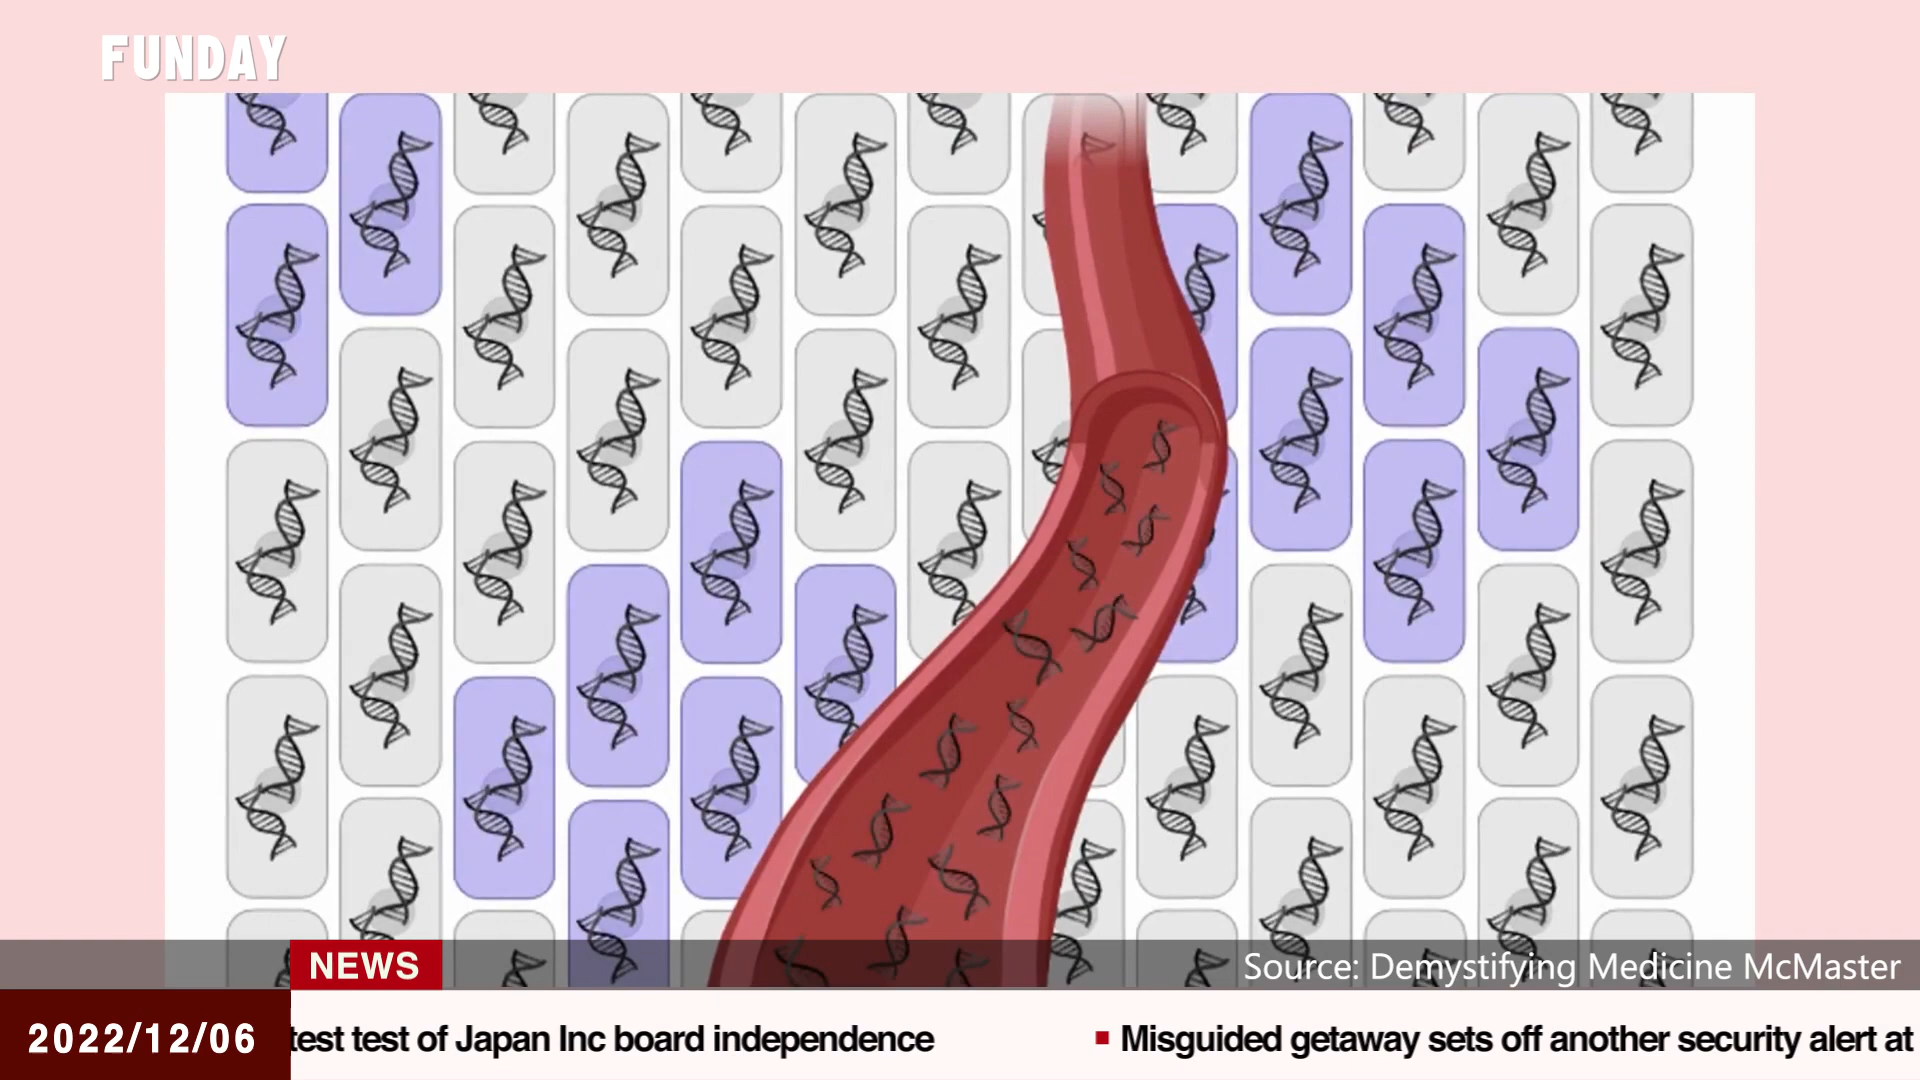 FUNDAY
NEWS
Source: Demystifying Medicine McMaster
2022/12/06
test test of Japan Inc board independence
Misguided getaway sets off another security alert at